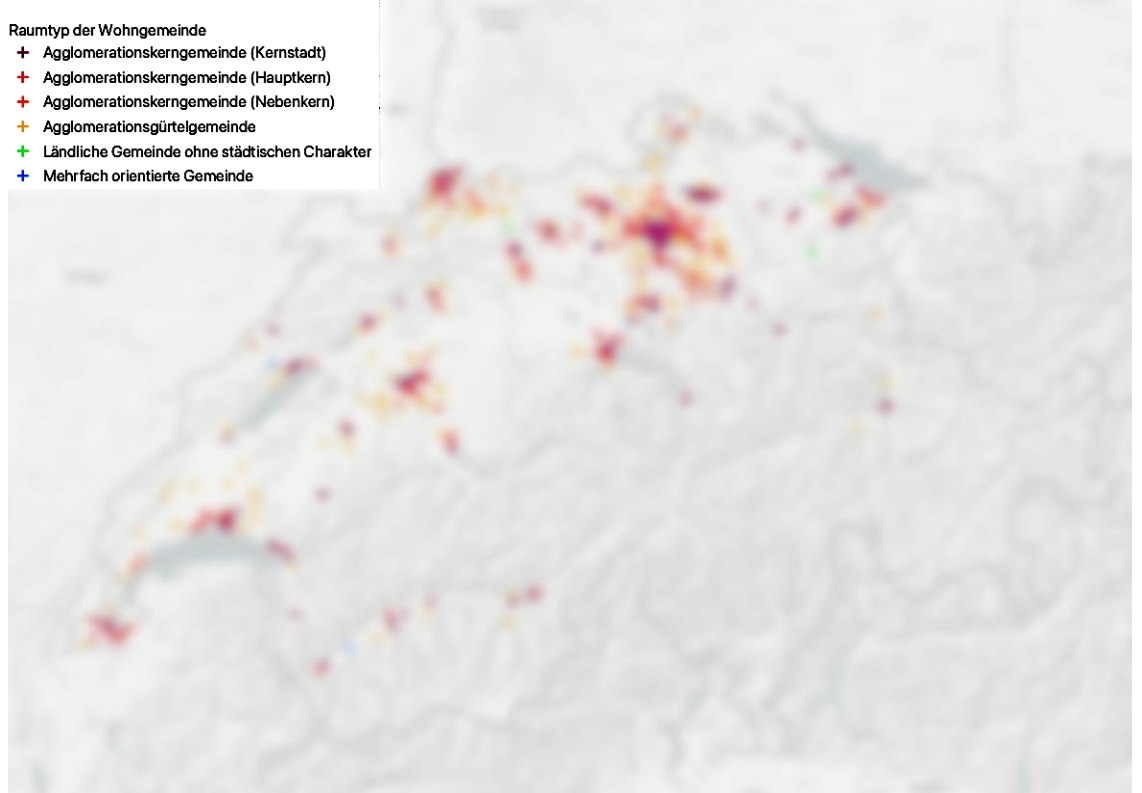 Raumtyp der Wohngemeinde
+ Agglomerationskerngemeinde (Kernstadt)
+ Agglomerationskerngemeinde (Hauptkern)
+ Agglomerationskerngemeinde (Nebenkern)
+ Agglomerationsgürtelgemeinde
+ Ländliche Gemeinde ohne städtischen Charakter
+ Mehrfach orientierte Gemeinde